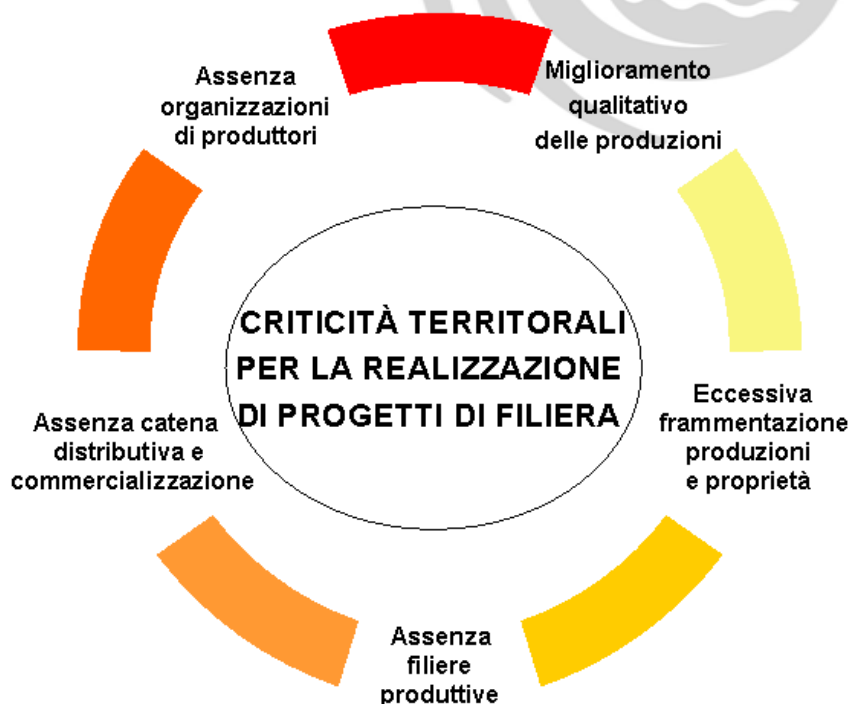 Assenza
organizzazioni
di produttori
Miglioramento
qualitativo
delle produzioni
CRITICITÀ TERRITORALI
PER LA REALIZZAZIONE
DI PROGETTI DI FILIERA
Eccessiva
frammentazione
produzioni
e proprietà
Assenza catena
distributiva e
commercializzazione
Assenza
filiere
produttive